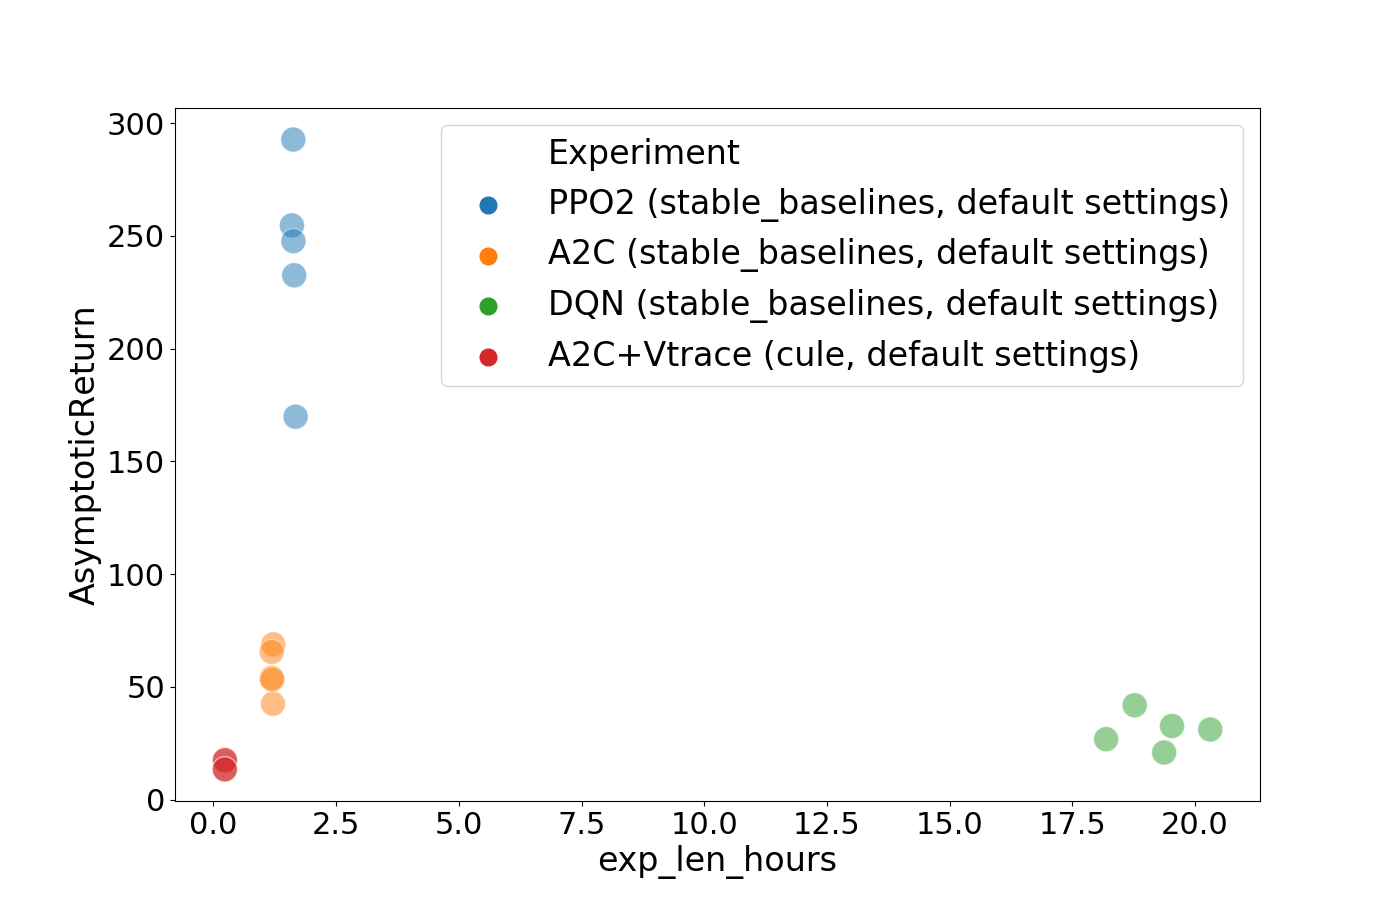 300
250
200
150
100
50
0
AsymptoticReturn
Experiment
PPO2 (stable_baselines, default settings)
A2C (stable_baselines, default settings)
DQN (stable_baselines, default settings)
A2C+Vtrace (cule, default settings)
0.0 2.5 5.0 7.5 10.0 12.5 15.0 17.5 20.0
exp_len_hours